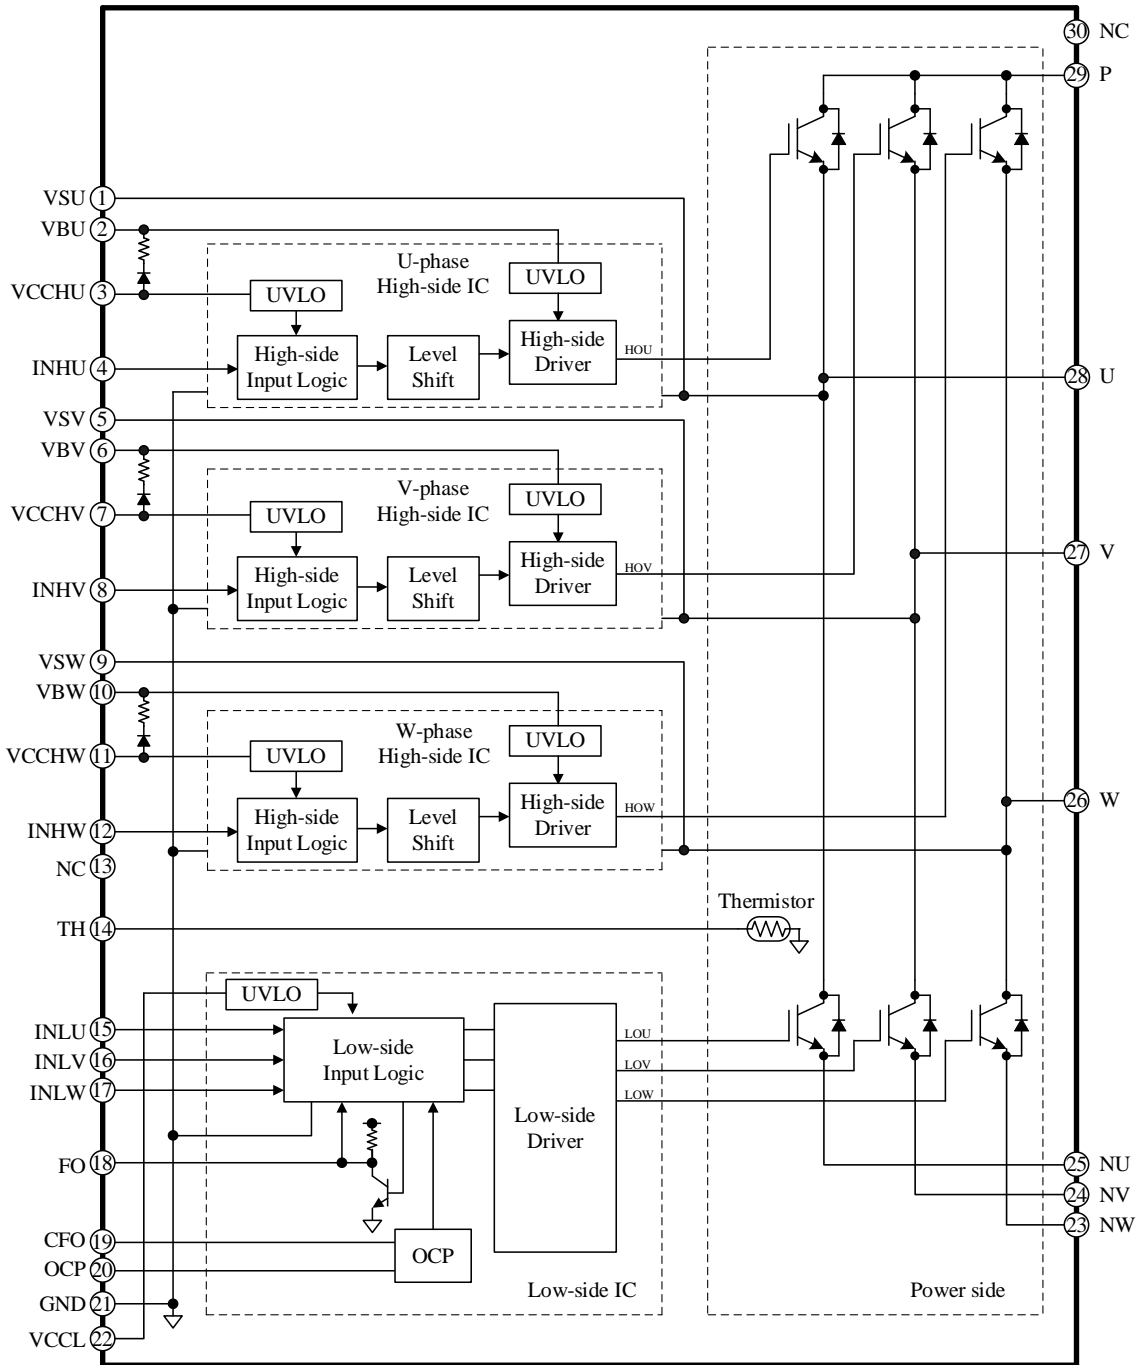 30 NC
29 P
VSU 1
VBU 2
U-phase
High-side IC
UVLO
VCCHU 3
UVLO
High-side
Input Logic
Level
Shift
High-side
Driver
HOU
INHU 4
28 U
VSV 5
VBV 6
V-phase
High-side IC
UVLO
VCCHV 7
UVLO
High-side
Input Logic
Level
Shift
High-side
Driver
HOV
27 V
INHV 8
VSW 9
VBW 10
W-phase
High-side IC
UVLO
VCCHW 11
UVLO
High-side
Input Logic
Level
Shift
High-side
Driver
HOW
26 W
INHW 12
NC 13
Thermistor
TH 14
UVLO
INLU 15
INLV 16
INLW 17
Low-side
Input Logic
LOU
LOV
LOW
Low-side
Driver
FO 18
25 NU
24 NV
23 NW
CFO 19
OCP 20
OCP
Low-side IC
Power side
GND 21
VCCL 22